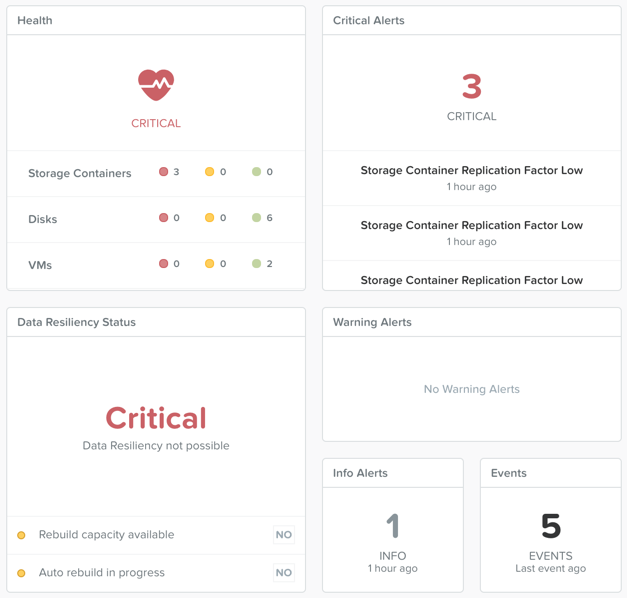 Health
CRITICAL
Storage Containers 3 0 0
Disks 0 0 6
VMs 0 0 2
Critical Alerts
3
CRITICAL
Storage Container Replication Factor Low
1 hour ago
Storage Container Replication Factor Low
1 hour ago
Storage Container Replication Factor Low
Data Resiliency Status
Critical
Data Resiliency not possible
Rebuild capacity available NO
Auto rebuild in progress NO
Warning Alerts
No Warning Alerts
Info Alerts
1
INFO
1 hour ago
Events
5
EVENTS
Last event ago